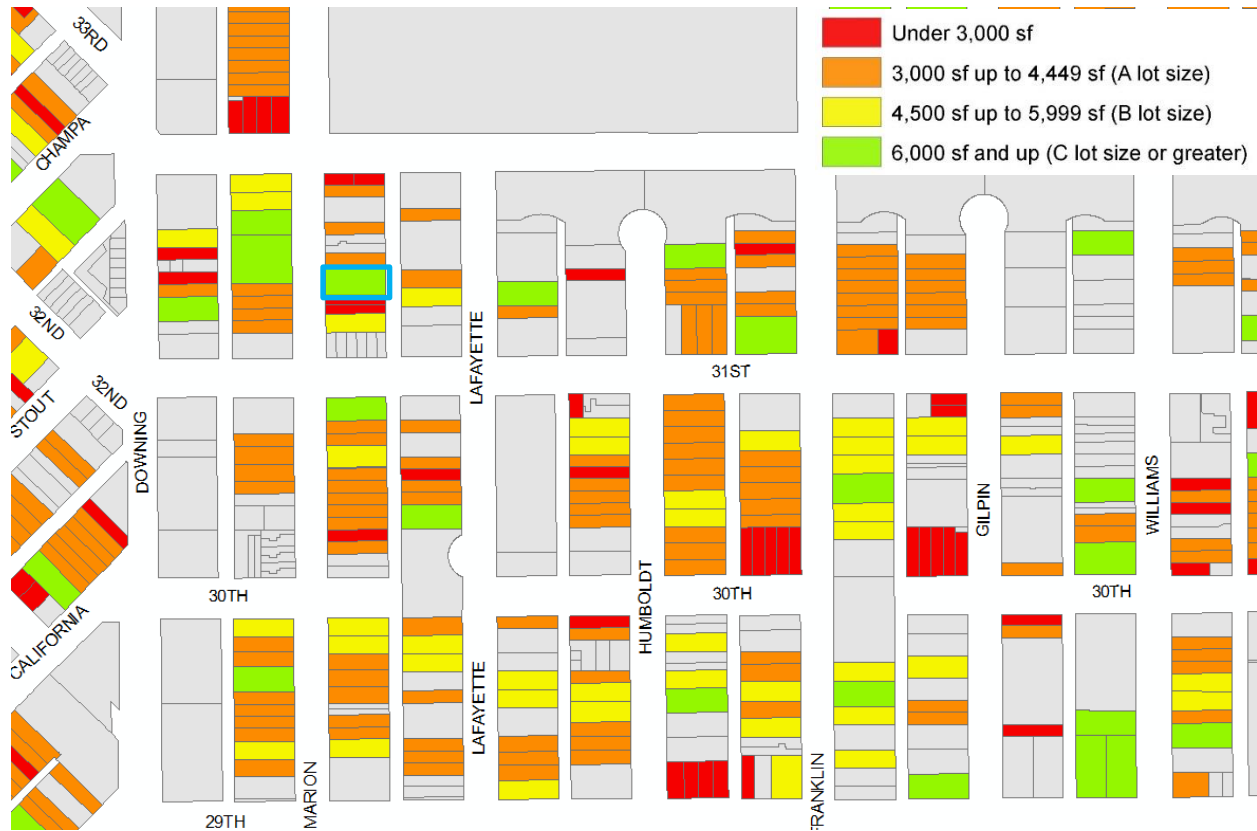 33RD
Under 3,000 sf
3,000 sf up to 4,449 sf (A lot size)
4,500 sf up to 5,999 sf (B lot size)
6,000 sf and up (C lot size or greater)
CHAMPA
32ND
LAFAYETTE
31ST
STOUT
32ND
DOWNING
GILPIN
WILLIAMS
CALIFORNIA
30TH
HUMBOLDT
30TH
30TH
LAFAYETTE
MARION
FRANKLIN
29TH